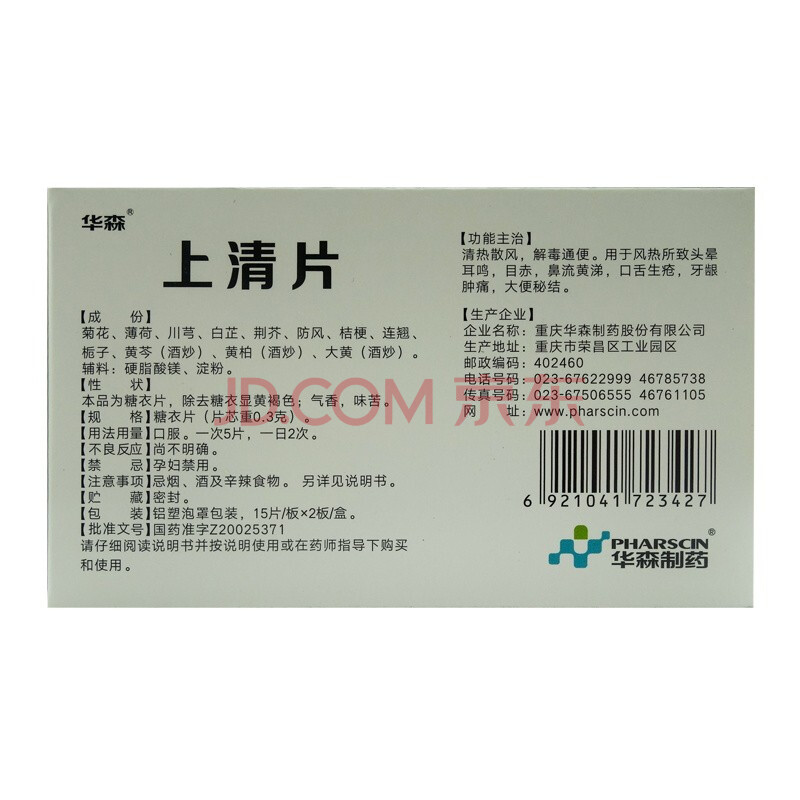 华森®
上清片
【成 份】
菊花、薄荷、川芎、白芷、荆芥、防风、桔梗、连翘、
栀子、黄芩（酒炒）、黄柏（酒炒）、大黄（酒炒）。
辅料：硬脂酸镁、淀粉。
【性 状】
本品为糖衣片，除去糖衣显黄褐色；气香，味苦。
【规 格】糖衣片（片芯重0.3克）。
【用法用量】口服。一次5片，一日2次。
【不良反应】尚不明确。
【禁 忌】孕妇禁用。
【注意事项】忌烟、酒及辛辣食物。另详见说明书。
【贮 藏】密封。
【包 装】铝塑泡罩包装，15片/板×2板/盒。
【批准文号】国药准字Z20025371
请仔细阅读说明书并按说明使用或在药师指导下购买
和使用。
【功能主治】
清热散风，解毒通便。用于风热所致头晕
耳鸣，目赤，鼻流黄涕，口舌生疮，牙龈
肿痛，大便秘结。
【生产企业】
企业名称：重庆华森制药股份有限公司
生产地址：重庆市荣昌区工业园区
邮政编码：402460
电话号码：023-67622999 46785738
传真号码：023-67506555 46761105
网 址：www.pharscin.com
6 921041 723427
PHARSCIN®
华森制药
JD.COM 京东